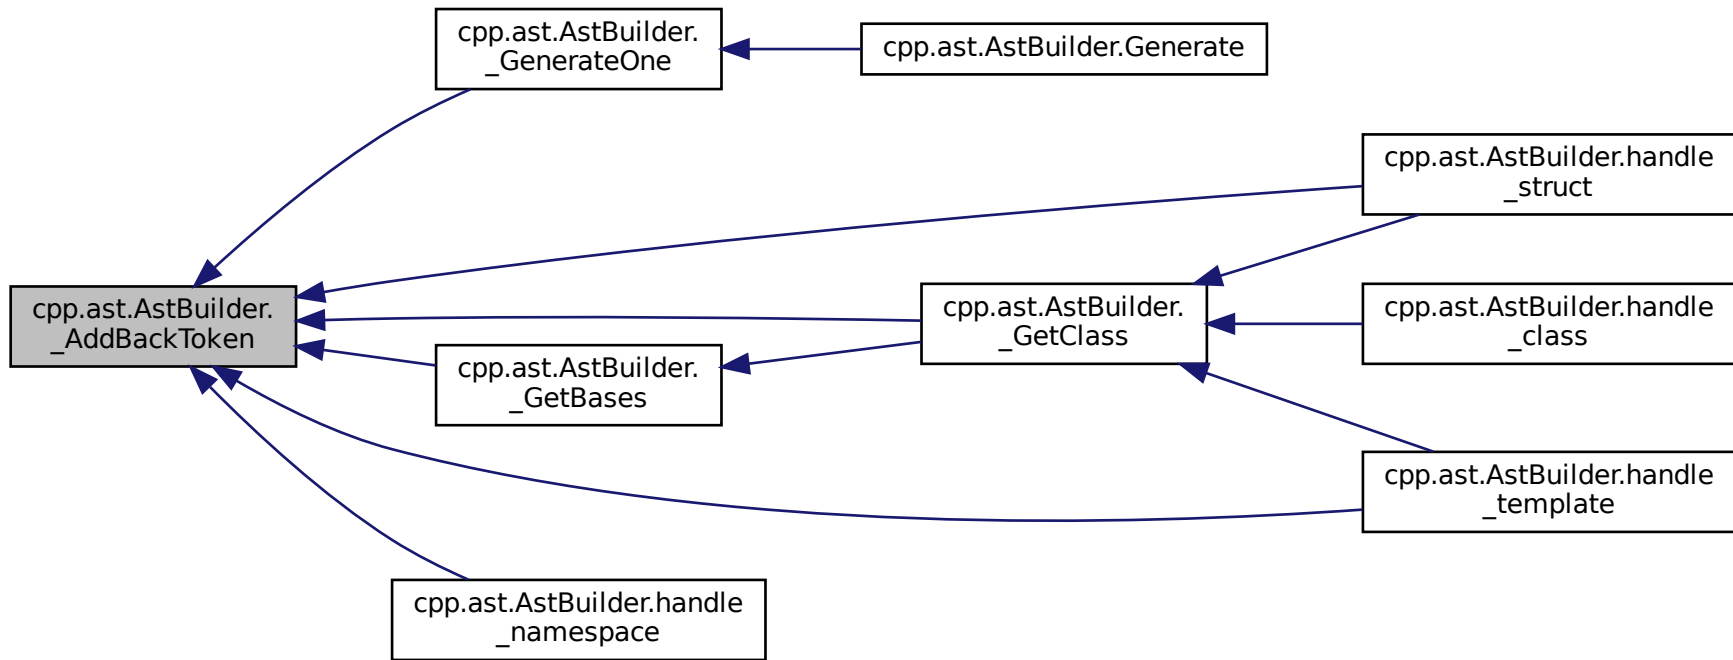 cpp.ast.AstBuilder.
_GenerateOne
cpp.ast.AstBuilder.Generate
cpp.ast.AstBuilder.handle
_struct
cpp.ast.AstBuilder.
_AddBackToken
cpp.ast.AstBuilder.
_GetClass
cpp.ast.AstBuilder.handle
_class
cpp.ast.AstBuilder.
_GetBases
cpp.ast.AstBuilder.handle
_template
cpp.ast.AstBuilder.handle
_namespace